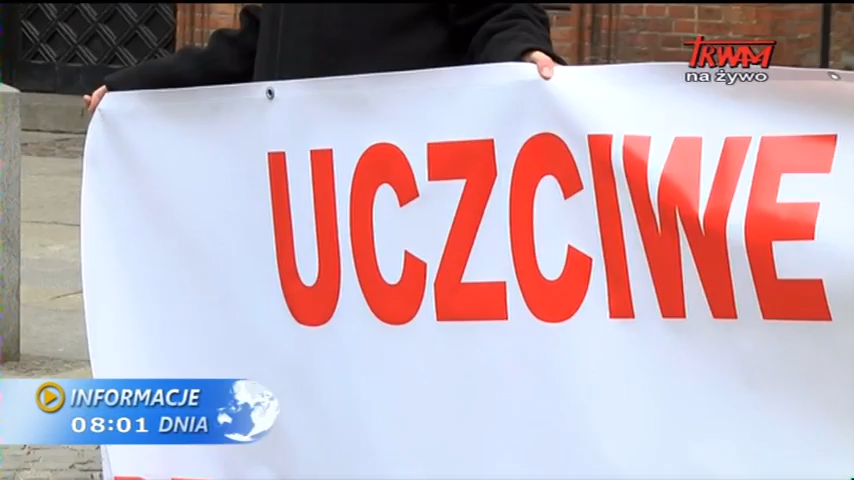 TRWAM
na żywo
UCZCIWE
INFORMACJE
08:01 DNIA